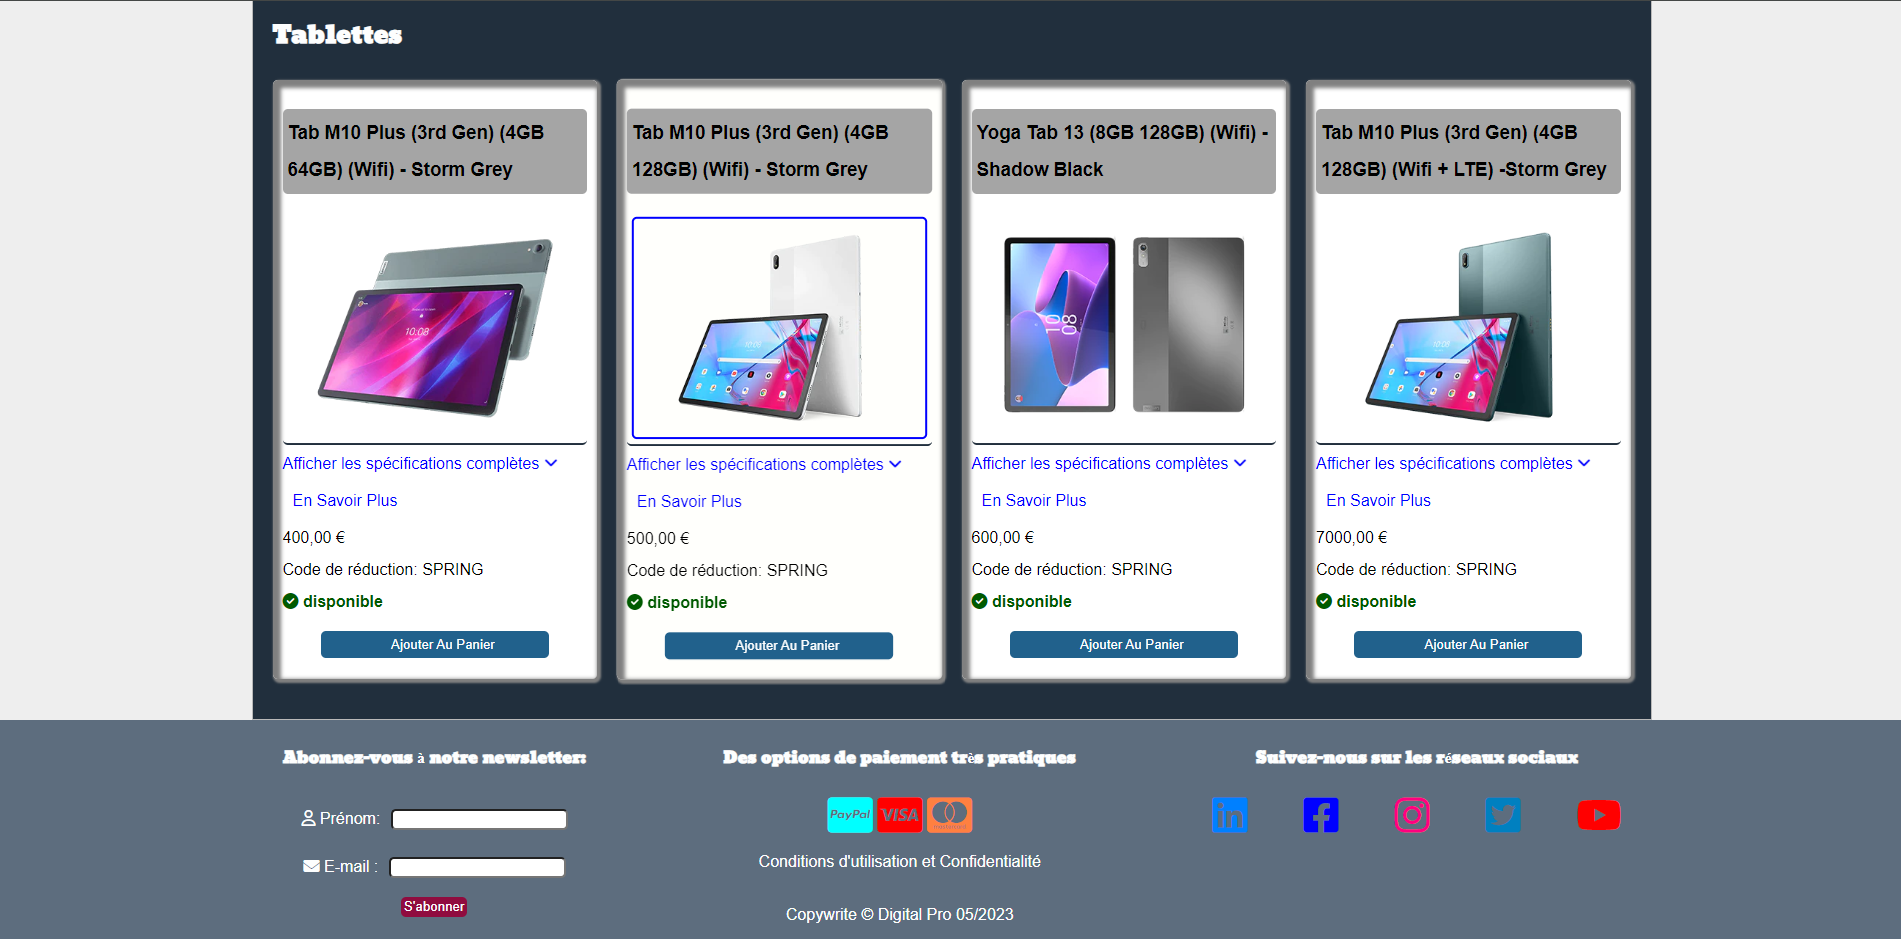 Tablettes
Tab M10 Plus (3rd Gen) (4GB
64GB) (Wifi) - Storm Grey
Afficher les spécifications complètes
En Savoir Plus
400,00 €
Code de réduction: SPRING
disponible
Ajouter Au Panier
Tab M10 Plus (3rd Gen) (4GB
128GB) (Wifi) - Storm Grey
Afficher les spécifications complètes
En Savoir Plus
500,00 €
Code de réduction: SPRING
disponible
Ajouter Au Panier
Yoga Tab 13 (8GB 128GB) (Wifi) -
Shadow Black
10
08
Afficher les spécifications complètes
En Savoir Plus
600,00 €
Code de réduction: SPRING
disponible
Ajouter Au Panier
Tab M10 Plus (3rd Gen) (4GB
128GB) (Wifi + LTE) -Storm Grey
Afficher les spécifications complètes
En Savoir Plus
7000,00 €
Code de réduction: SPRING
disponible
Ajouter Au Panier
Abonnez-vous à notre newsletter:
Prénom:
E-mail :
S'abonner
Des options de paiement très pratiques
PayPal VISA
Conditions d'utilisation et Confidentialité
Copywrite © Digital Pro 05/2023
Suivez-nous sur les réseaux sociaux
in